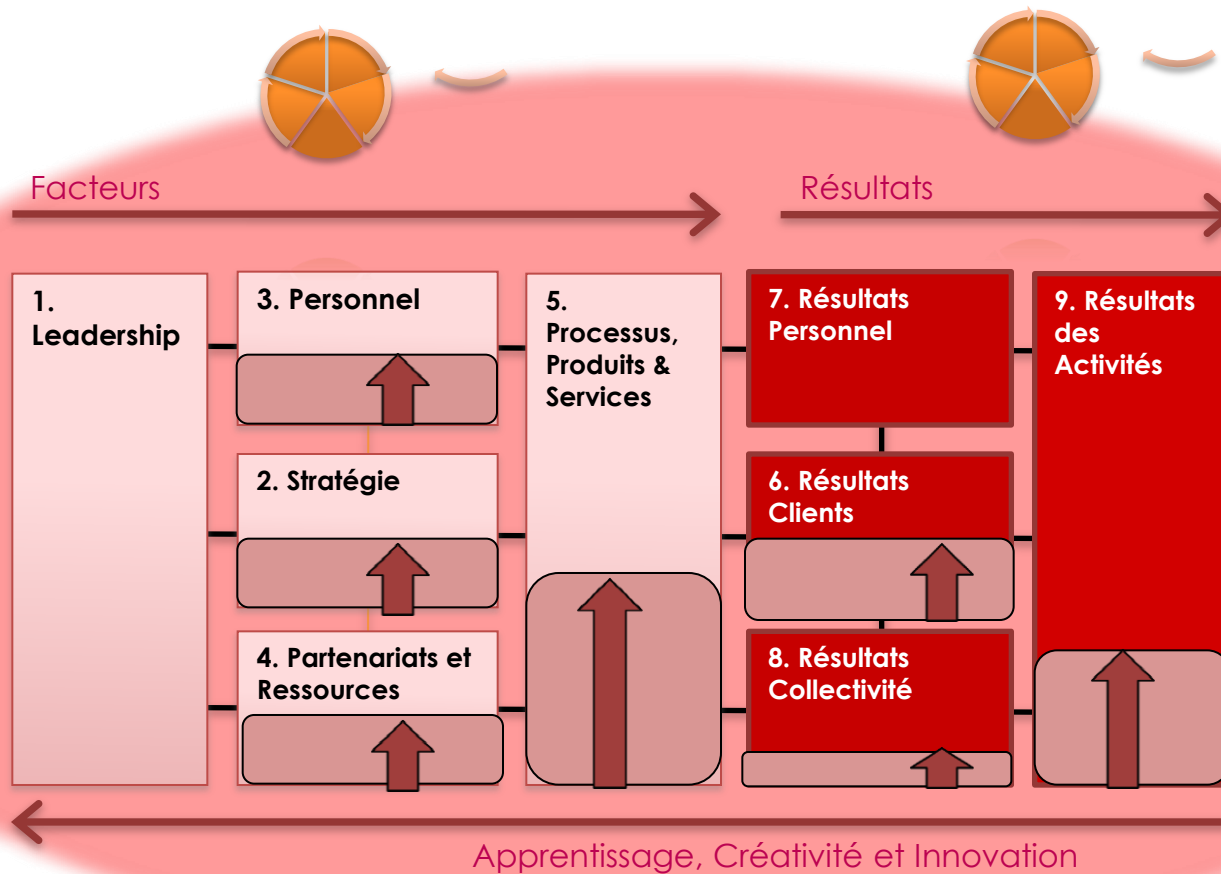 Facteurs
Résultats
1.
Leadership
3. Personnel
2. Stratégie
4. Partenariats et
Ressources
5.
Processus,
Produits &
Services
7. Résultats
Personnel
6. Résultats
Clients
8. Résultats
Collectivité
9. Résultats
des
Activités
Apprentissage, Créativité et Innovation